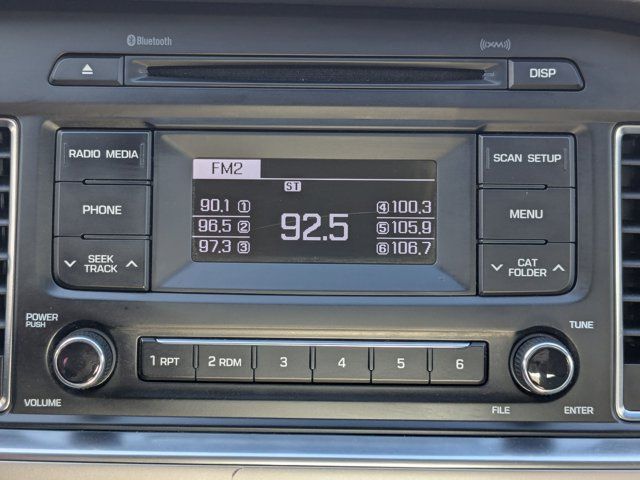 Bluetooth
((XM))
DISP
RADIO MEDIA
PHONE
SEEK
TRACK
FM2
ST
90.1 1
96.5 2
97.3 3
92.5
4 100.3
5 105.9
6 106.7
SCAN SETUP
MENU
CAT
FOLDER
POWER
PUSH
VOLUME
1 RPT
2 RDM
3
4
5
6
TUNE
FILE
ENTER